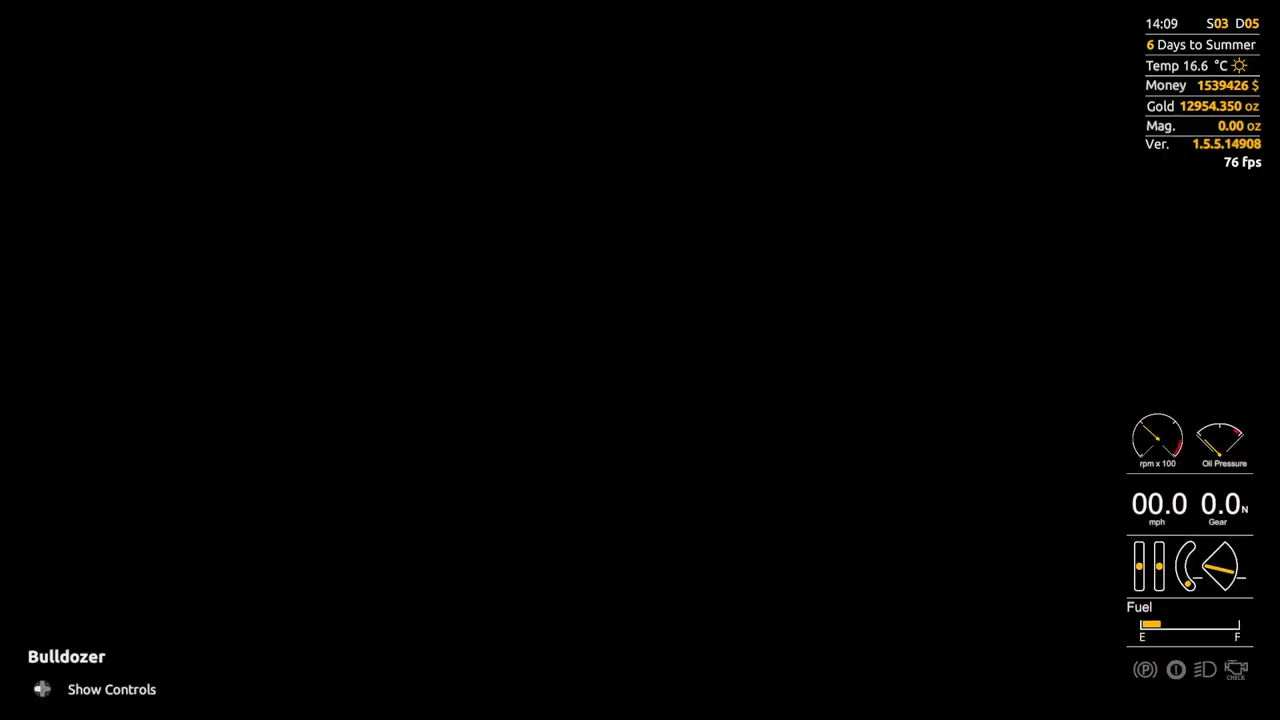 14:09 S03 D05
6 Days to Summer
Temp 16.6 °C
Money 1539426 $
Gold 12954.350 oz
Mag. 0.00 oz
Ver. 1.5.5.14908
76 fps
rpm x 100 Oil Pressure
00.0 0.0 N
mph Gear
Fuel
E F
P
CHECK
Bulldozer
Show Controls